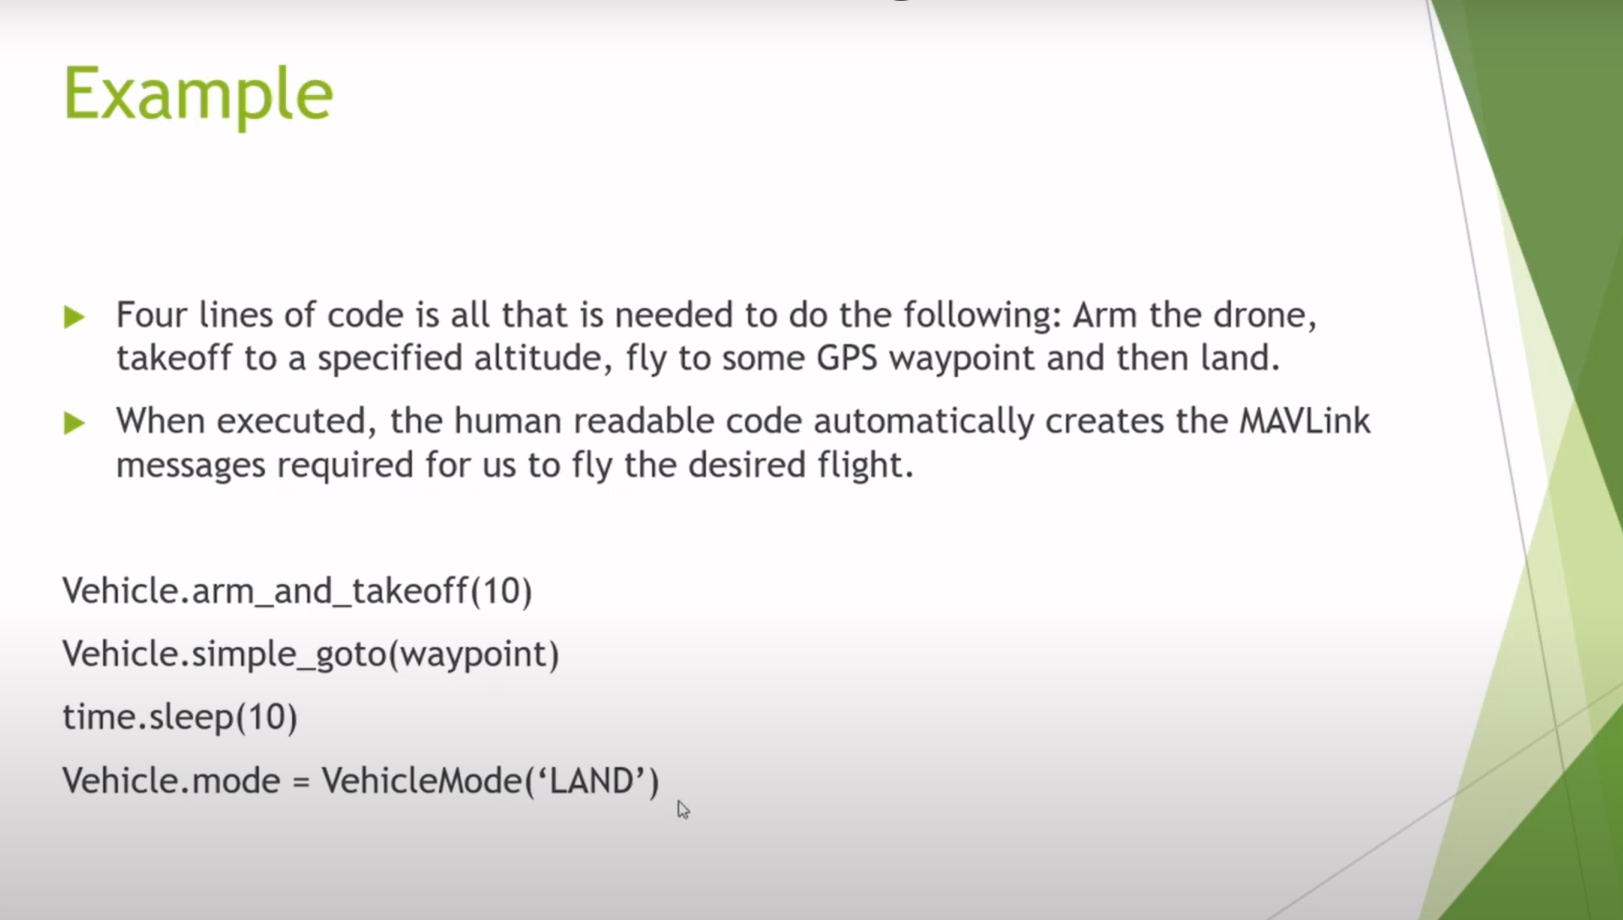 Example
Four lines of code is all that is needed to do the following: Arm the drone,
takeoff to a specified altitude, fly to some GPS waypoint and then land.
When executed, the human readable code automatically creates the MAVLink
messages required for us to fly the desired flight.
Vehicle.arm_and_takeoff(10)
Vehicle.simple_goto(waypoint)
time.sleep(10)
Vehicle.mode = VehicleMode(‘LAND’)